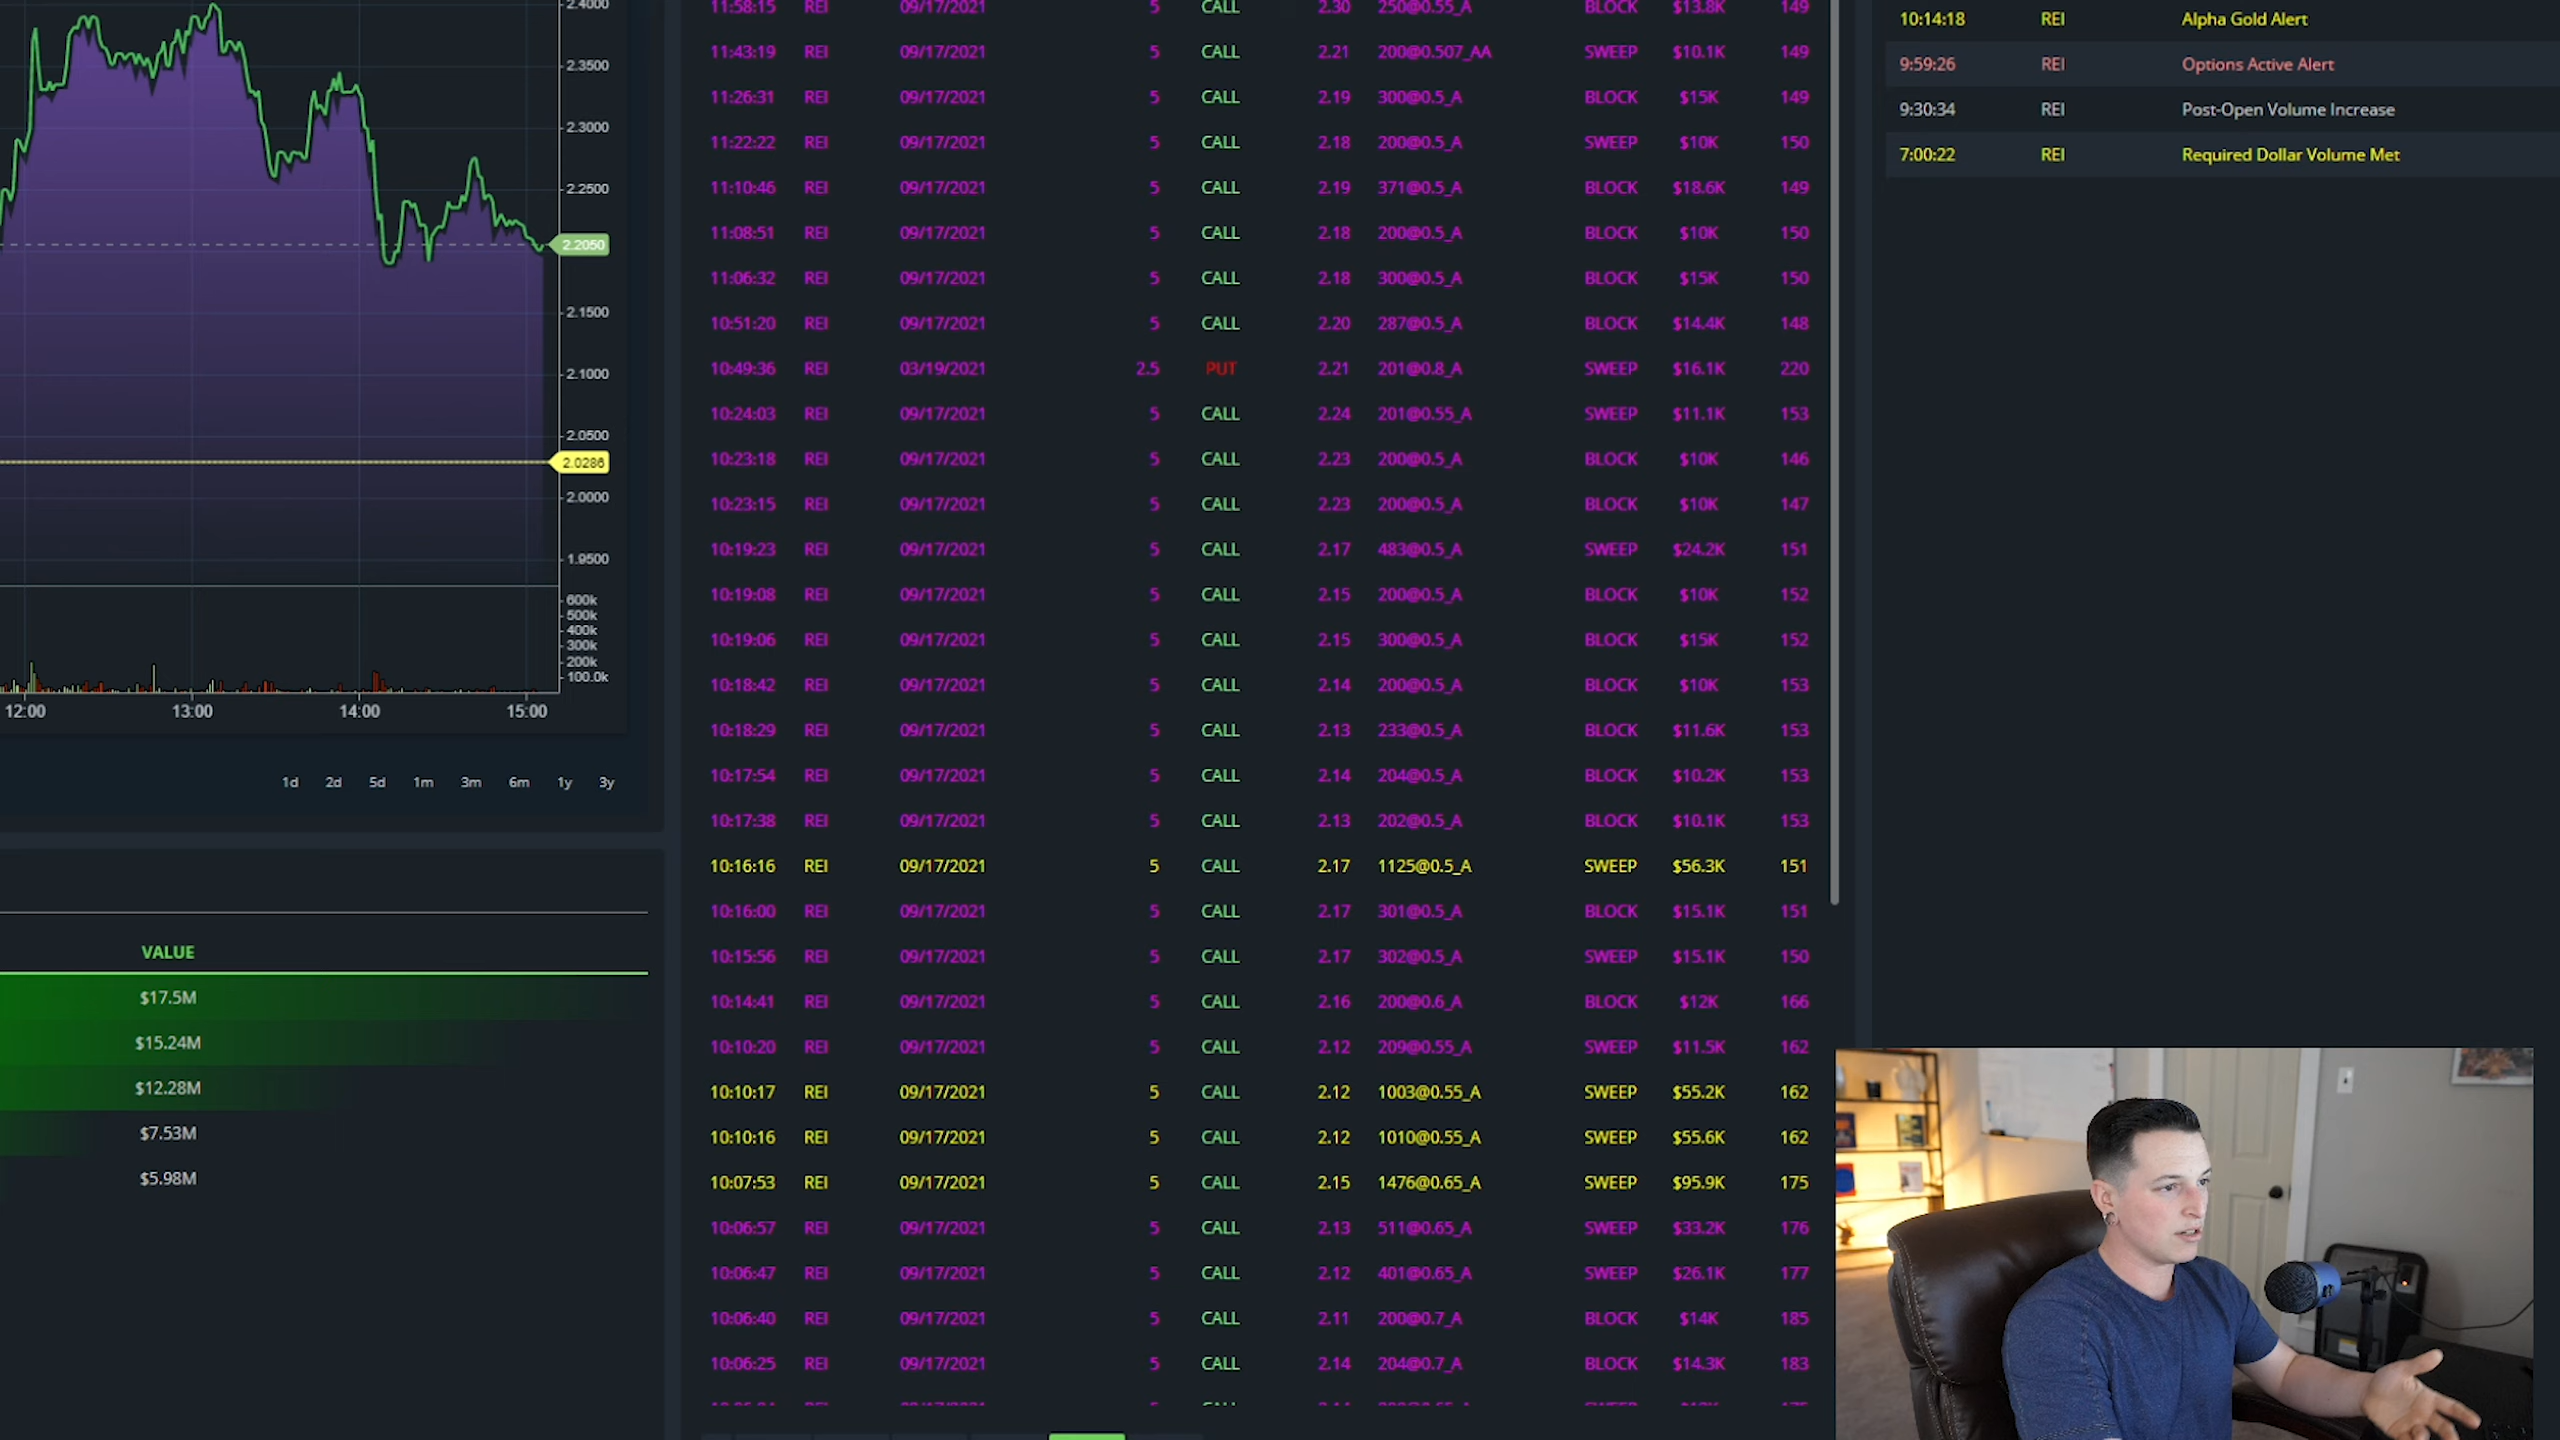 2.4000
2.3500
2.3000
2.2500
2.2050
2.1500
2.1000
2.0500
2.0286
2.0000
1.9500
600k
500k
400k
300k
200k
100.0k
12:00 13:00 14:00 15:00
1d 2d 5d 1m 3m 6m 1y 3y
VALUE
$17.5M
$15.24M
$12.28M
$7.53M
$5.98M
11:58:15 REI 09/17/2021 5 CALL 2.30 250@0.55_A BLOCK $13.8K 149
11:43:19 REI 09/17/2021 5 CALL 2.21 200@0.507_AA SWEEP $10.1K 149
11:26:31 REI 09/17/2021 5 CALL 2.19 300@0.5_A BLOCK $15K 149
11:22:22 REI 09/17/2021 5 CALL 2.18 200@0.5_A SWEEP $10K 150
11:10:46 REI 09/17/2021 5 CALL 2.19 371@0.5_A BLOCK $18.6K 149
11:08:51 REI 09/17/2021 5 CALL 2.18 200@0.5_A BLOCK $10K 150
11:06:32 REI 09/17/2021 5 CALL 2.18 300@0.5_A BLOCK $15K 150
10:51:20 REI 09/17/2021 5 CALL 2.20 287@0.5_A BLOCK $14.4K 148
10:49:36 REI 03/19/2021 2.5 PUT 2.21 201@0.8_A SWEEP $16.1K 220
10:24:03 REI 09/17/2021 5 CALL 2.24 201@0.55_A SWEEP $11.1K 153
10:23:18 REI 09/17/2021 5 CALL 2.23 200@0.5_A BLOCK $10K 146
10:23:15 REI 09/17/2021 5 CALL 2.23 200@0.5_A BLOCK $10K 147
10:19:23 REI 09/17/2021 5 CALL 2.17 483@0.5_A SWEEP $24.2K 151
10:19:08 REI 09/17/2021 5 CALL 2.15 200@0.5_A BLOCK $10K 152
10:19:06 REI 09/17/2021 5 CALL 2.15 300@0.5_A BLOCK $15K 152
10:18:42 REI 09/17/2021 5 CALL 2.14 200@0.5_A BLOCK $10K 153
10:18:29 REI 09/17/2021 5 CALL 2.13 233@0.5_A BLOCK $11.6K 153
10:17:54 REI 09/17/2021 5 CALL 2.14 204@0.5_A BLOCK $10.2K 153
10:17:38 REI 09/17/2021 5 CALL 2.13 202@0.5_A BLOCK $10.1K 153
10:16:16 REI 09/17/2021 5 CALL 2.17 1125@0.5_A SWEEP $56.3K 151
10:16:00 REI 09/17/2021 5 CALL 2.17 301@0.5_A BLOCK $15.1K 151
10:15:56 REI 09/17/2021 5 CALL 2.17 302@0.5_A SWEEP $15.1K 150
10:14:41 REI 09/17/2021 5 CALL 2.16 200@0.6_A BLOCK $12K 166
10:10:20 REI 09/17/2021 5 CALL 2.12 209@0.55_A SWEEP $11.5K 162
10:10:17 REI 09/17/2021 5 CALL 2.12 1003@0.55_A SWEEP $55.2K 162
10:10:16 REI 09/17/2021 5 CALL 2.12 1010@0.55_A SWEEP $55.6K 162
10:07:53 REI 09/17/2021 5 CALL 2.15 1476@0.65_A SWEEP $95.9K 175
10:06:57 REI 09/17/2021 5 CALL 2.13 511@0.65_A SWEEP $33.2K 176
10:06:47 REI 09/17/2021 5 CALL 2.12 401@0.65_A SWEEP $26.1K 177
10:06:40 REI 09/17/2021 5 CALL 2.11 200@0.7_A BLOCK $14K 185
10:06:25 REI 09/17/2021 5 CALL 2.14 204@0.7_A BLOCK $14.3K 183
10:14:18 REI Alpha Gold Alert
9:59:26 REI Options Active Alert
9:30:34 REI Post-Open Volume Increase
7:00:22 REI Required Dollar Volume Met